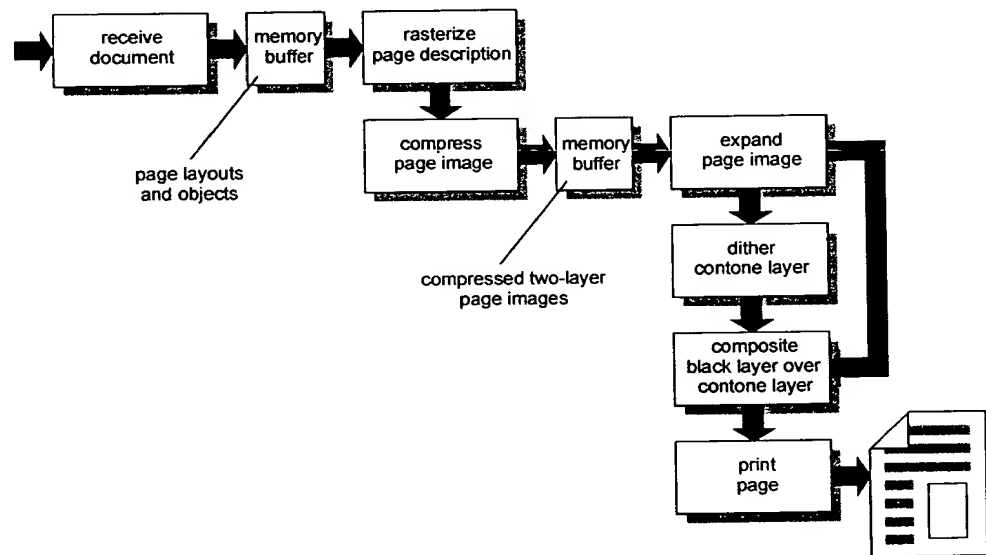 receive
document
memory
buffer
rasterize
page description
compress
page image
memory
buffer
expand
page image
page layouts
and objects
dither
contone layer
compressed two-layer
page images
composite
black layer over
contone layer
print
page